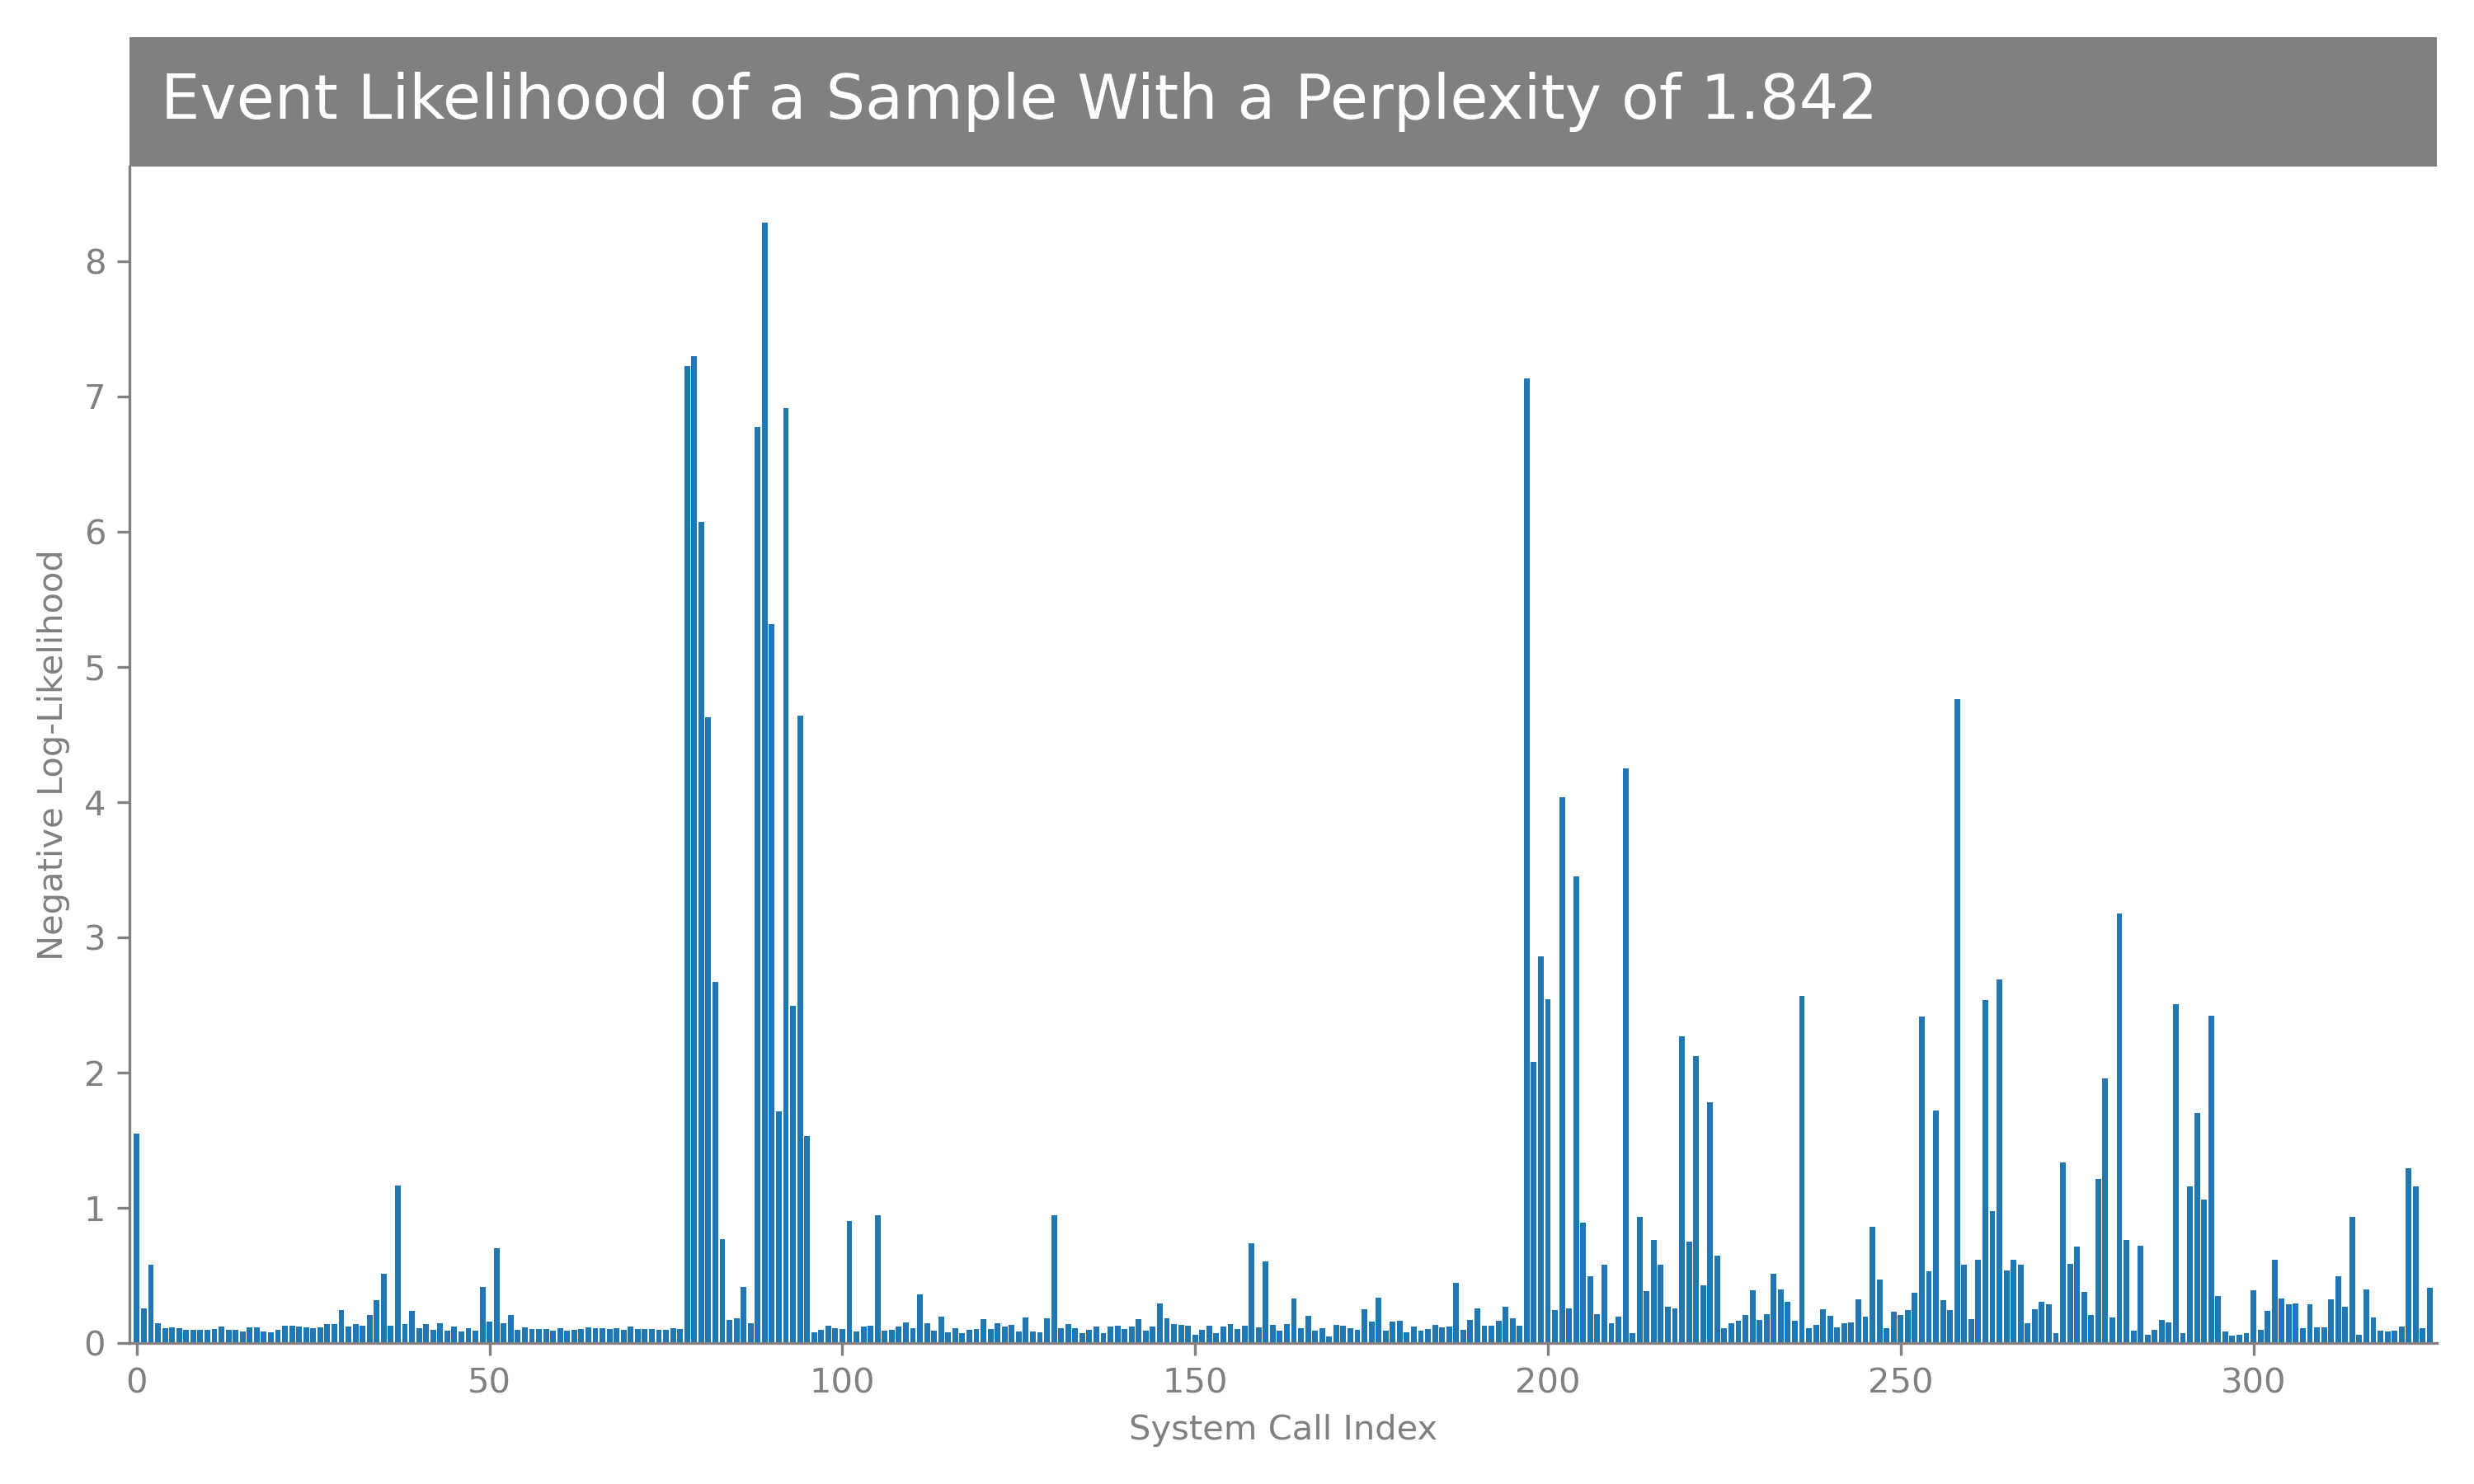 Event Likelihood of a Sample With a Perplexity of 1.842
8
7
6
5
4
3
2
1
0
Negative Log-Likelihood
0 50 100 150 200 250 300
System Call Index